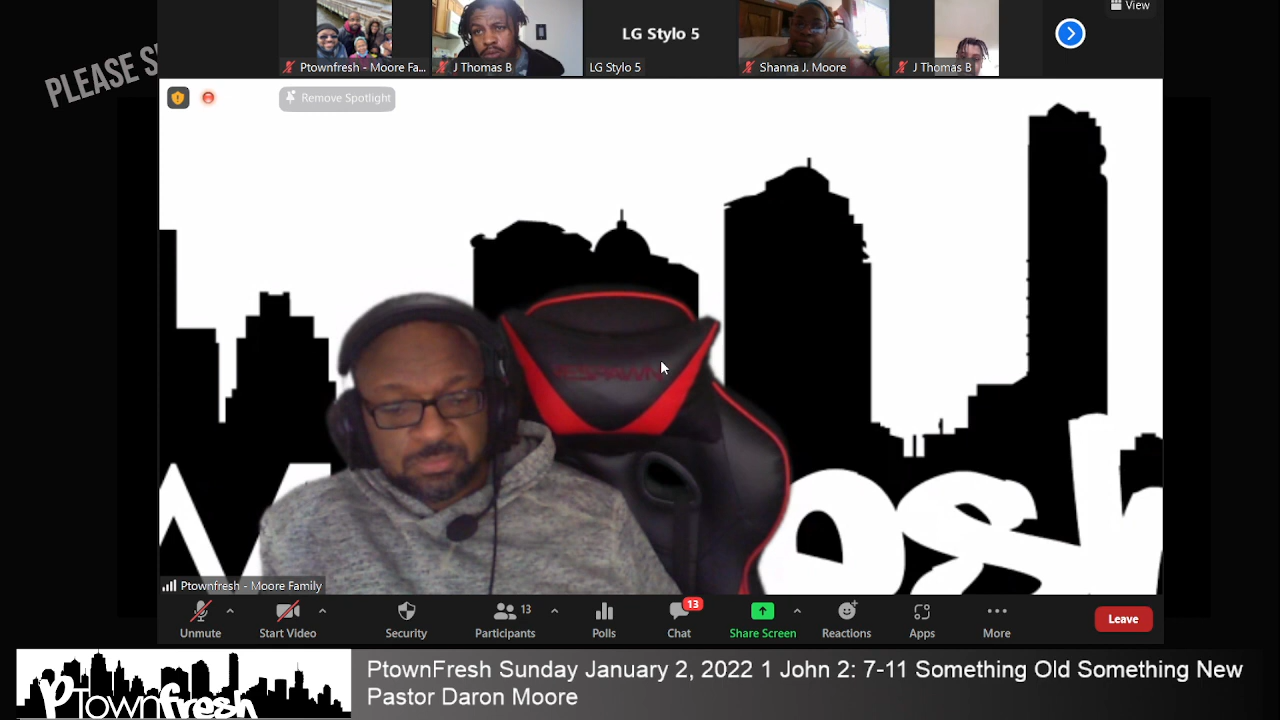 View
PLEASE S
LG Stylo 5
Ptownfresh - Moore Fa...
J Thomas B
LG Stylo 5
Shanna J. Moore
J Thomas B
Remove Spotlight
RESPAWN
esh
Ptownfresh - Moore Family
13
13
Unmute
Start Video
Security
Participants
Polls
Chat
Share Screen
Reactions
Apps
More
Leave
PTownfresh
PtownFresh Sunday January 2, 2022 1 John 2: 7-11 Something Old Something New
Pastor Daron Moore